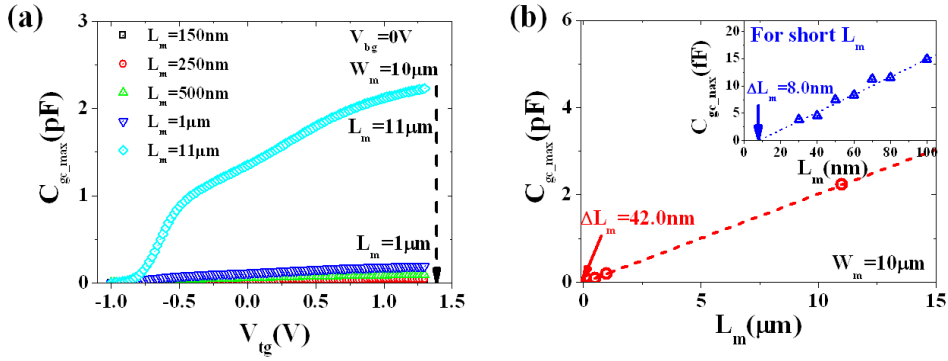 (a)
L_m=150nm
L_m=250nm
L_m=500nm
L_m=1μm
L_m=11μm
V_bg=0V
W_m=10μm
L_m=11μm
L_m=1μm
C_gc_max(pF)
3
2
1
0
-1.0 -0.5 0.0 0.5 1.0 1.5
V_tg(V)
(b)
C_gc_max(pF)
6
4
2
0
0 5 10 15
L_m(μm)
ΔL_m=42.0nm
W_m=10μm
For short L_m
C_gc_max(fF)
25
20
15
10
5
0
0 20 40 60 80 100
L_m(nm)
ΔL_m=8.0nm